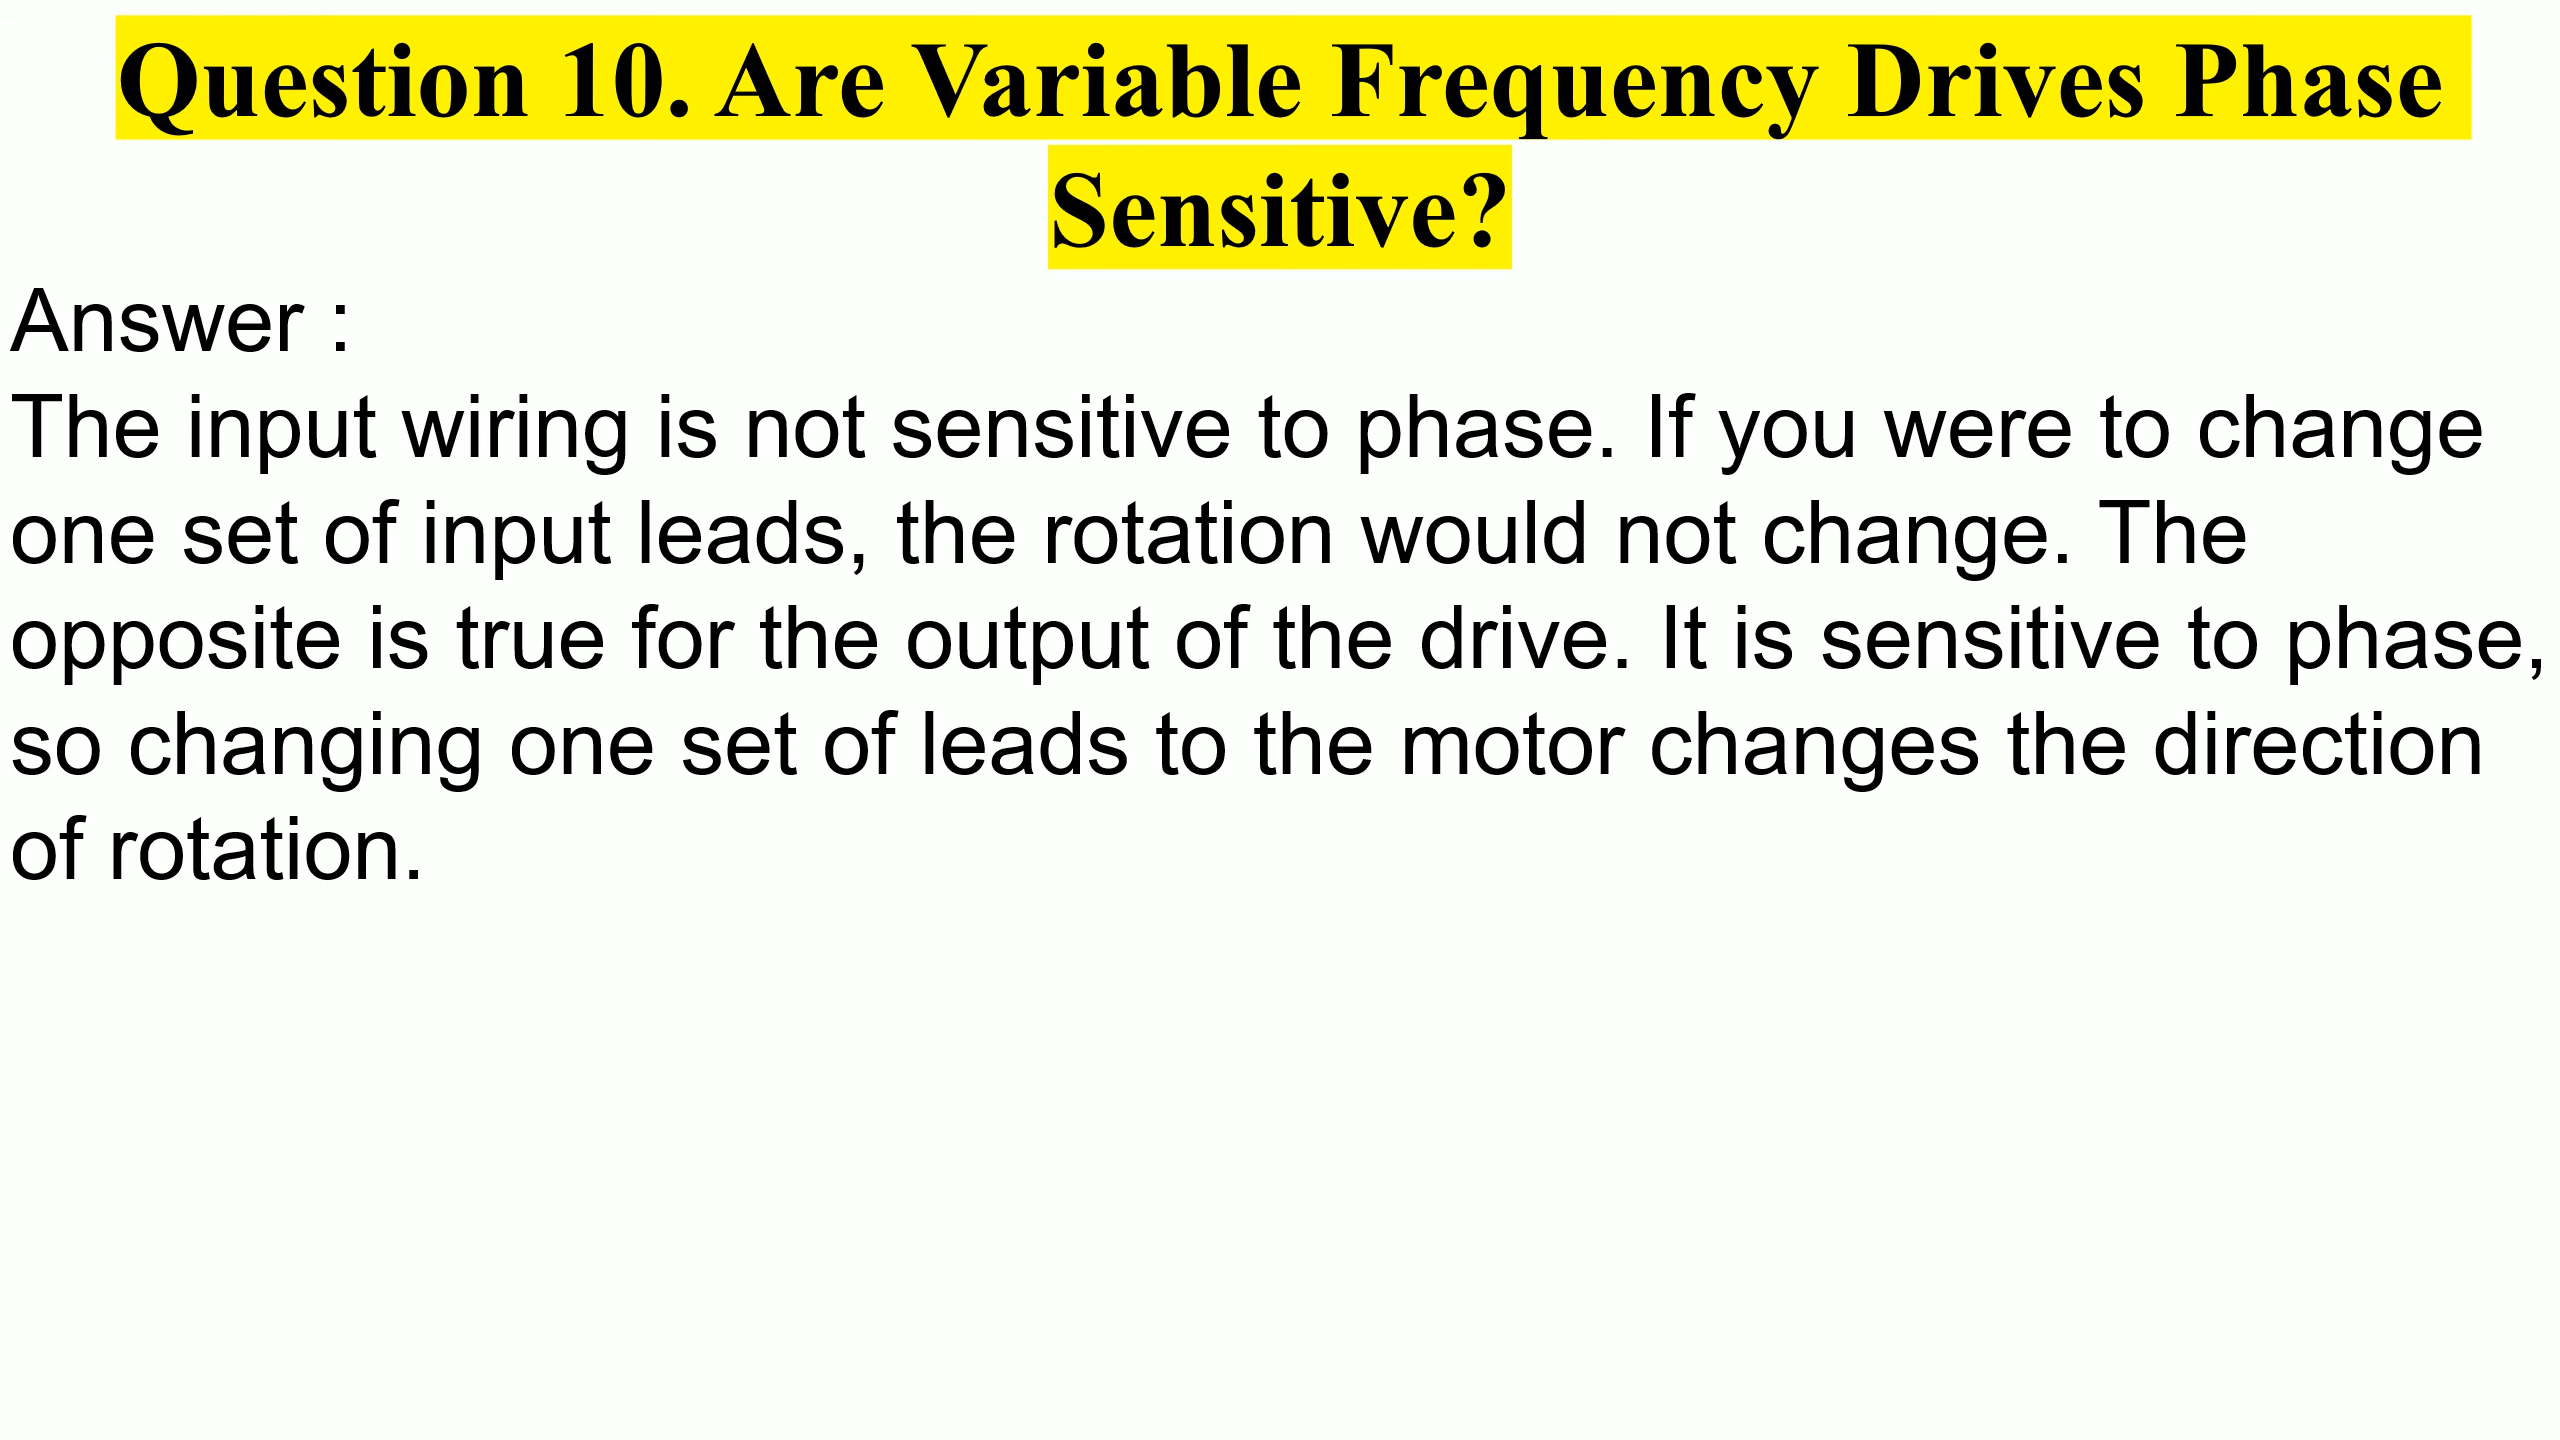 Question 10. Are Variable Frequency Drives Phase
Sensitive?
Answer :
The input wiring is not sensitive to phase. If you were to change
one set of input leads, the rotation would not change. The
opposite is true for the output of the drive. It is sensitive to phase,
so changing one set of leads to the motor changes the direction
of rotation.